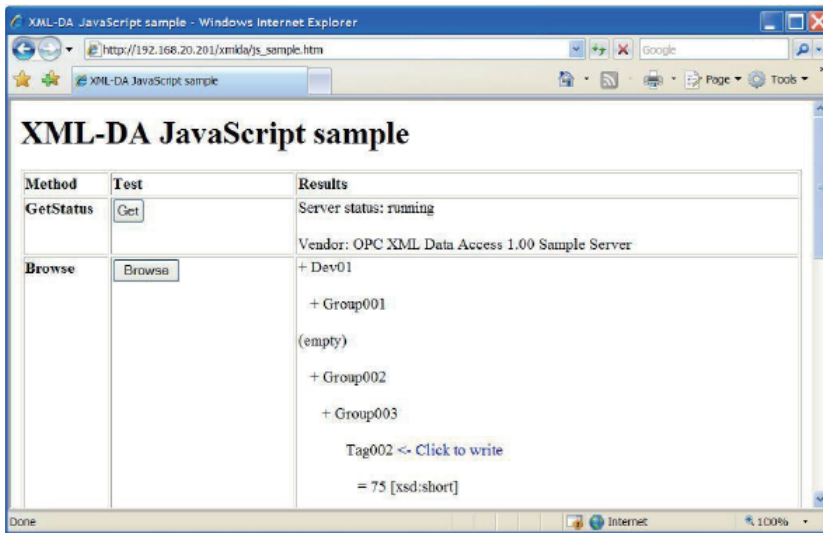 XML-DA JavaScript sample - Windows Internet Explorer
http://192.168.20.201/xmlda/js_sample.htm
Google
XML-DA JavaScript sample
Page
Tools
XML-DA JavaScript sample
Method Test Results
GetStatus Get Server status: running
Vendor: OPC XML Data Access 1.00 Sample Server
Browse Browse + Dev01
+ Group001
(empty)
+ Group002
+ Group003
Tag002 <- Click to write
= 75 [xsd:short]
Done Internet 100%